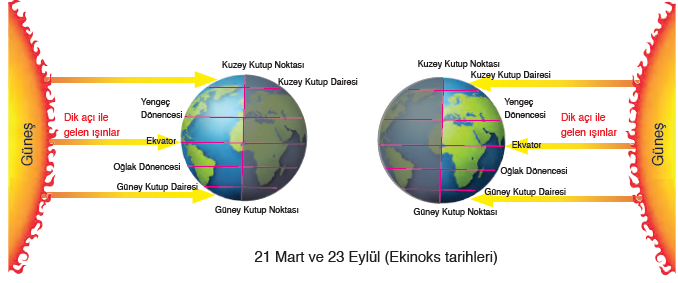 Güneş
Dik açı ile
gelen ışınlar
Kuzey Kutup Noktası
Kuzey Kutup Dairesi
Yengeç
Dönencesi
Ekvator
Oğlak Dönencesi
Güney Kutup Dairesi
Güney Kutup Noktası
Kuzey Kutup Noktası
Kuzey Kutup Dairesi
Yengeç
Dönencesi
Ekvator
Oğlak Dönencesi
Güney Kutup Dairesi
Güney Kutup Noktası
Dik açı ile
gelen ışınlar
Güneş
21 Mart ve 23 Eylül (Ekinoks tarihleri)